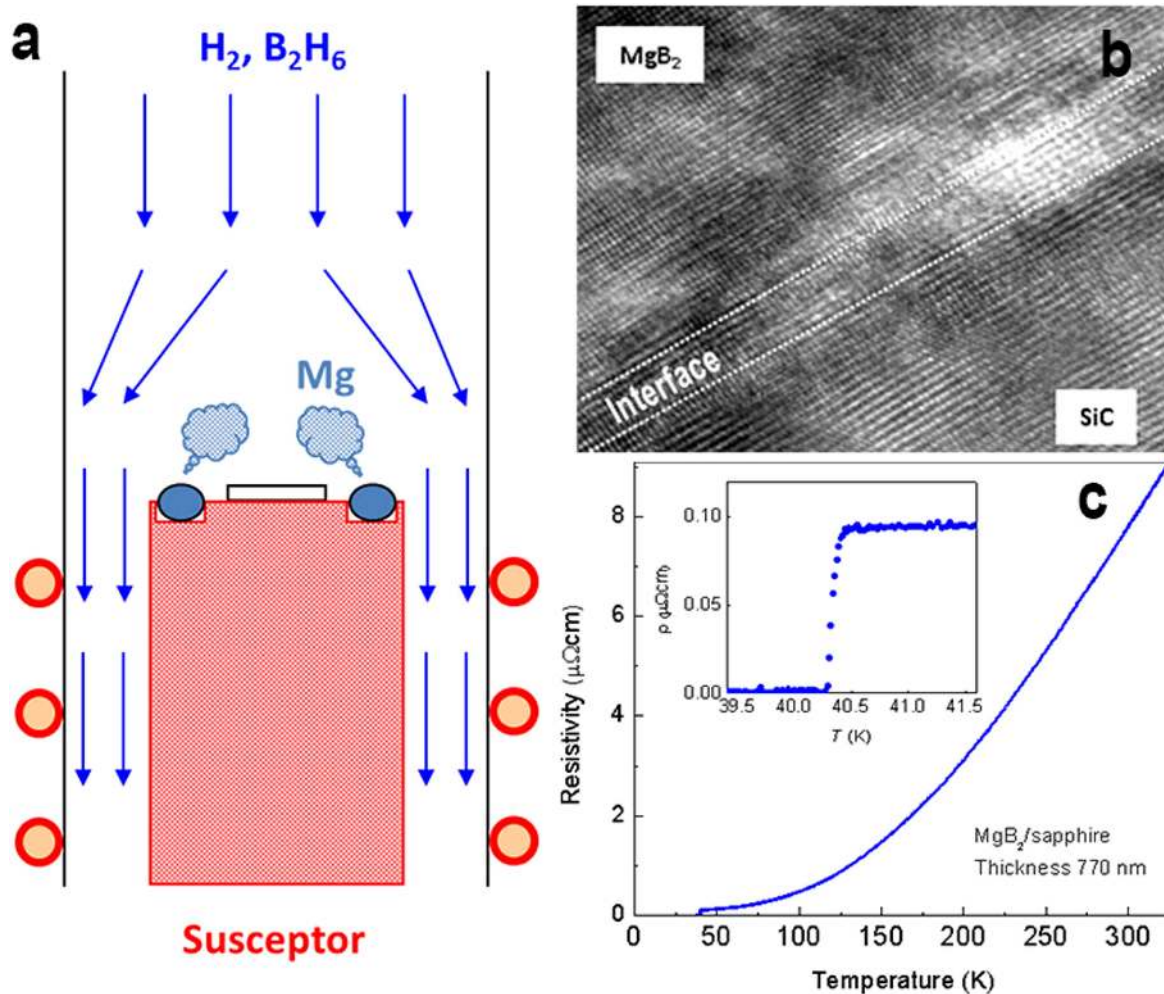 a
H₂, B₂H₆
Mg
Susceptor
b
MgB₂
Interface
SiC
c
Resistivity (μΩcm)
8
6
4
2
0
0 50 100 150 200 250 300
Temperature (K)
ρ (μΩcm)
0.10
0.05
0.00
39.5 40.0 40.5 41.0 41.5
T (K)
MgB₂/sapphire
Thickness 770 nm